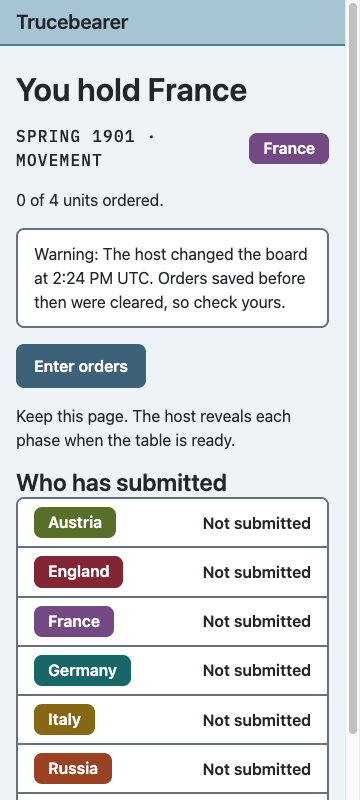 Trucebearer
You hold France
SPRING 1901 ·
MOVEMENT
France
0 of 4 units ordered.
Warning: The host changed the board
at 2:24 PM UTC. Orders saved before
then were cleared, so check yours.
Enter orders
Keep this page. The host reveals each
phase when the table is ready.
Who has submitted
Austria Not submitted
England Not submitted
France Not submitted
Germany Not submitted
Italy Not submitted
Russia Not submitted